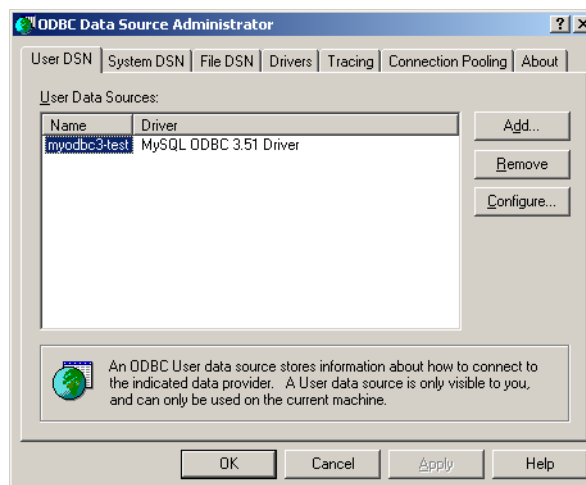 ODBC Data Source Administrator
User DSN System DSN File DSN Drivers Tracing Connection Pooling About
User Data Sources:
Name Driver
myodbc3-test MySQL ODBC 3.51 Driver
Add...
Remove
Configure...
An ODBC User data source stores information about how to connect to
the indicated data provider. A User data source is only visible to you,
and can only be used on the current machine.
OK Cancel Apply Help